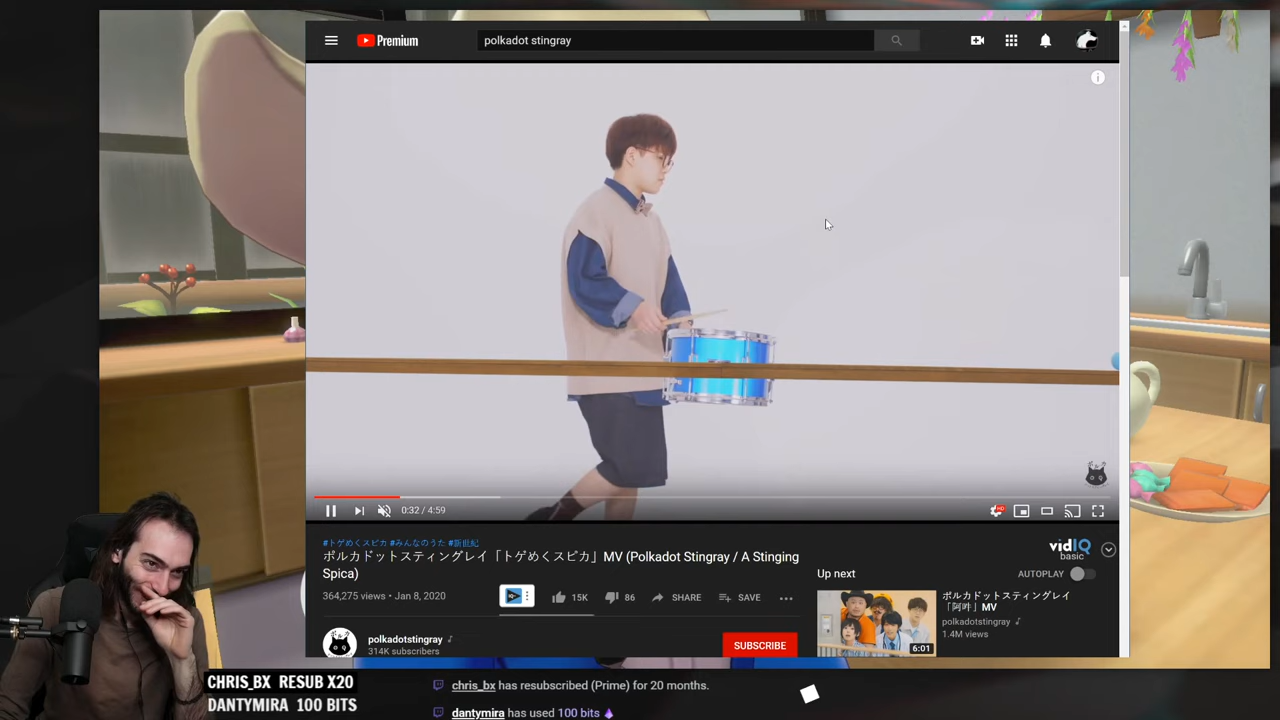 Premium
polkadot stingray
0:32 / 4:59
HD
#トゲめくスピカ #みんなのうた #新世紀
ポルカドットスティングレイ「トゲめくスピカ」MV (Polkadot Stingray / A Stinging
Spica)
364,275 views • Jan 8, 2020
15K
86
SHARE
SAVE
polkadotstingray
314K subscribers
SUBSCRIBE
vidIQ
basic
Up next
AUTOPLAY
ポルカドットスティングレイ
「阿吽」MV
polkadotstingray
1.4M views
6:01
CHRIS_BX RESUB X20
DANTYMIRA 100 BITS
chris_bx has resubscribed (Prime) for 20 months.
dantymira has used 100 bits